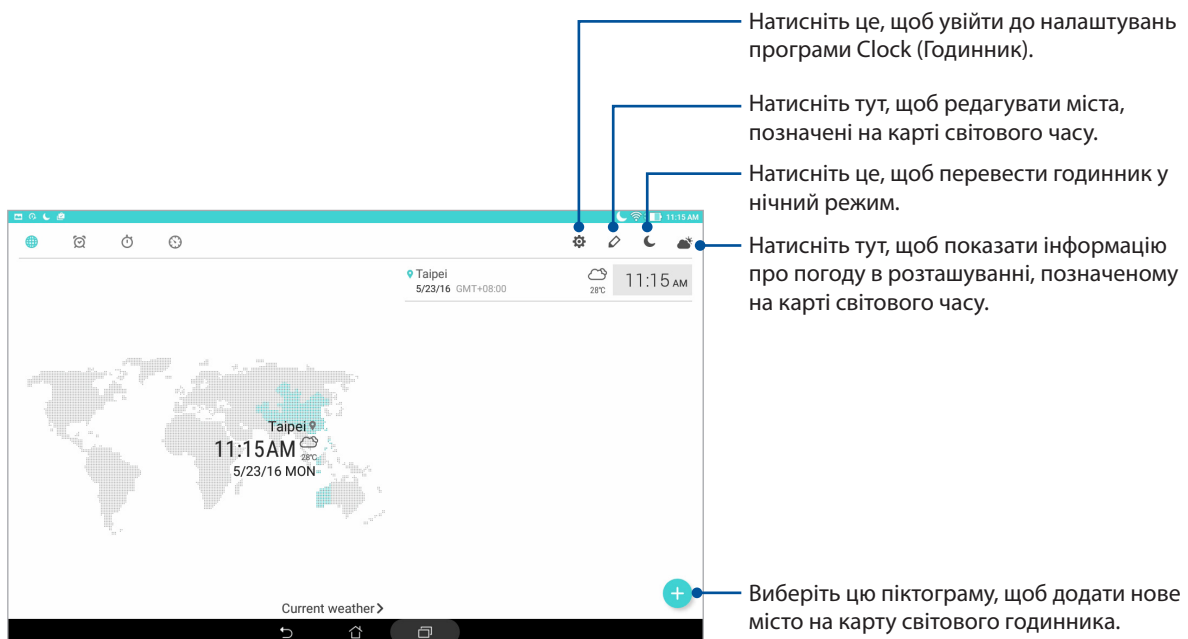 Натисніть це, щоб увійти до налаштувань
програми Clock (Годинник).
Натисніть тут, щоб редагувати міста,
позначені на карті світового часу.
Натисніть це, щоб перевести годинник у
нічний режим.
Натисніть тут, щоб показати інформацію
про погоду в розташуванні, позначеному
на карті світового часу.
11:15 AM
Taipei
5/23/16 GMT+08:00
28°C
11:15 AM
Taipei
11:15AM
28°C
5/23/16 MON
Current weather
Виберіть цю піктограму, щоб додати нове
місто на карту світового годинника.